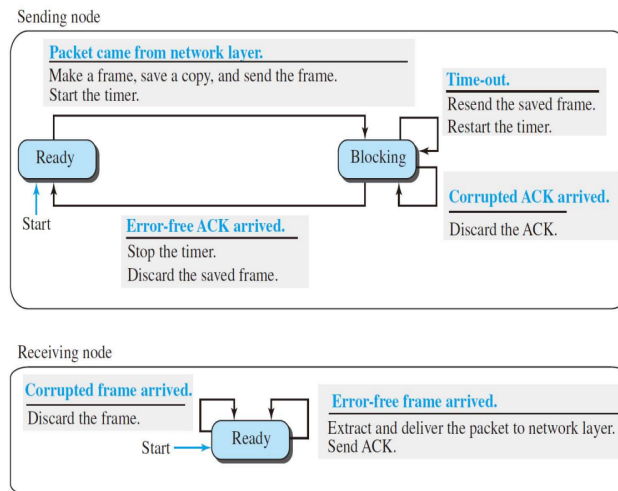 Sending node
Packet came from network layer.
Make a frame, save a copy, and send the frame.
Start the timer.
Time-out.
Resend the saved frame.
Restart the timer.
Ready
Blocking
Start
Error-free ACK arrived.
Stop the timer.
Discard the saved frame.
Corrupted ACK arrived.
Discard the ACK.
Receiving node
Corrupted frame arrived.
Discard the frame.
Start
Ready
Error-free frame arrived.
Extract and deliver the packet to network layer.
Send ACK.